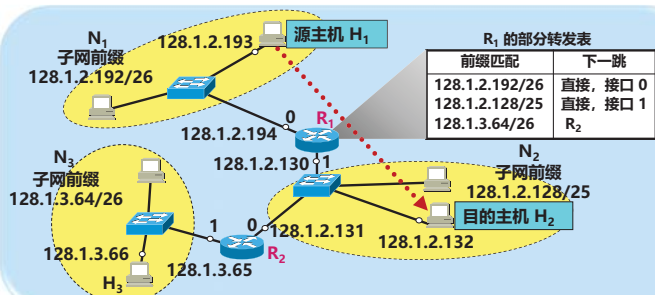 N1
子网前缀
128.1.2.192/26
128.1.2.193
源主机 H1
R1 的部分转发表
前缀匹配 下一跳
128.1.2.192/26 直接，接口 0
128.1.2.128/25 直接，接口 1
128.1.3.64/26 R2
0
R1
128.1.2.194
1
128.1.2.130
N3
子网前缀
128.1.3.64/26
N2
子网前缀
128.1.2.128/25
目的主机 H2
128.1.2.132
128.1.2.131
0
1
R2
128.1.3.66
128.1.3.65
H3